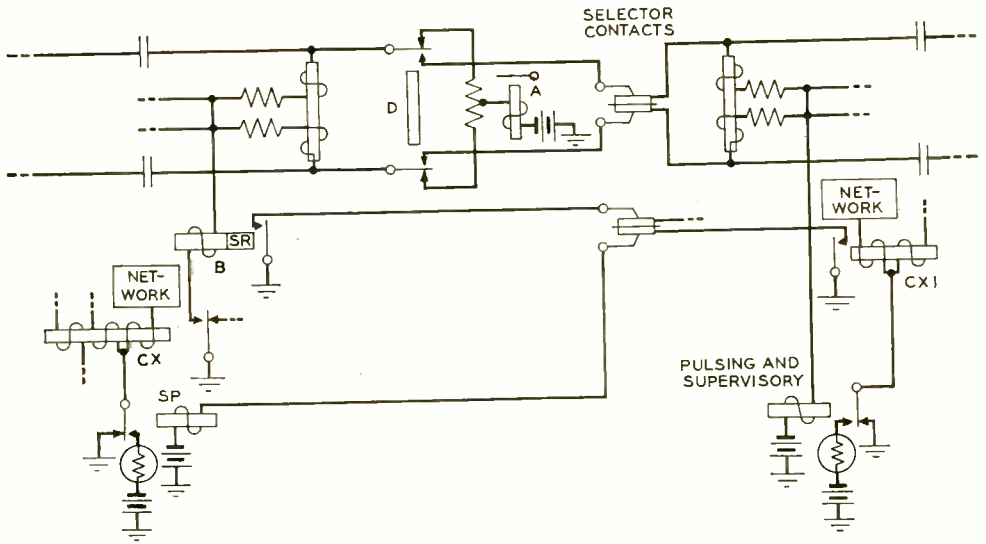 SELECTOR
CONTACTS
D
A
NET-
WORK
SR
B
CX1
NET-
WORK
CX
PULSING AND
SUPERVISORY
SP